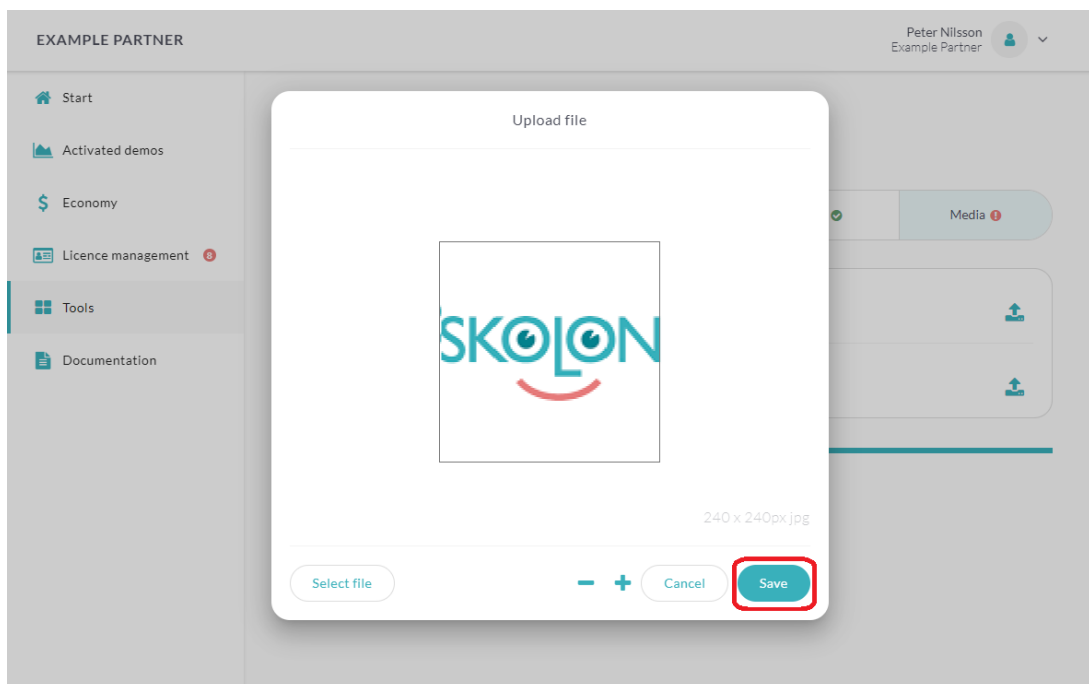 EXAMPLE PARTNER
Peter Nilsson
Example Partner
Start
Activated demos
$ Economy
Licence management 8
Tools
Documentation
Upload file
Media
SKOLON
240 x 240px jpg
Select file
Cancel
Save